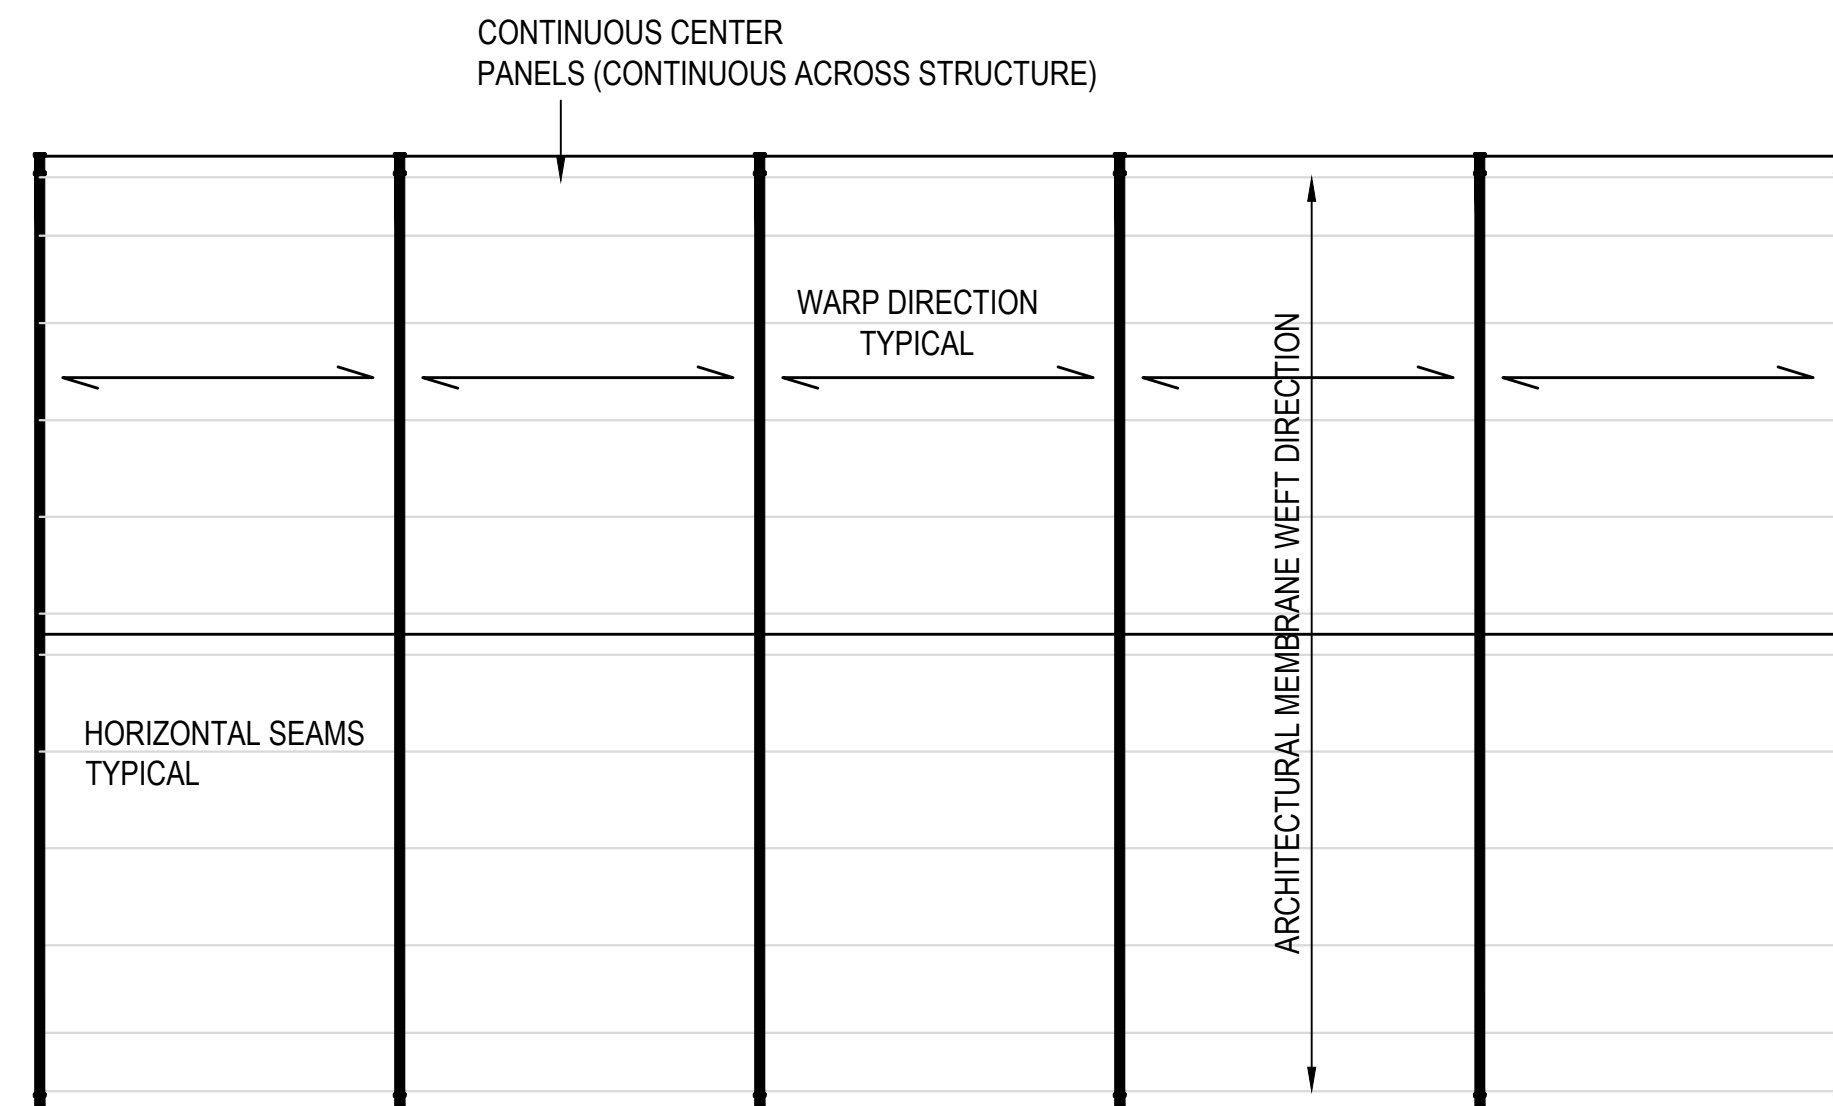 CONTINUOUS CENTER
PANELS (CONTINUOUS ACROSS STRUCTURE)
WARP DIRECTION
TYPICAL
ARCHITECTURAL MEMBRANE WEFT DIRECTION
HORIZONTAL SEAMS
TYPICAL